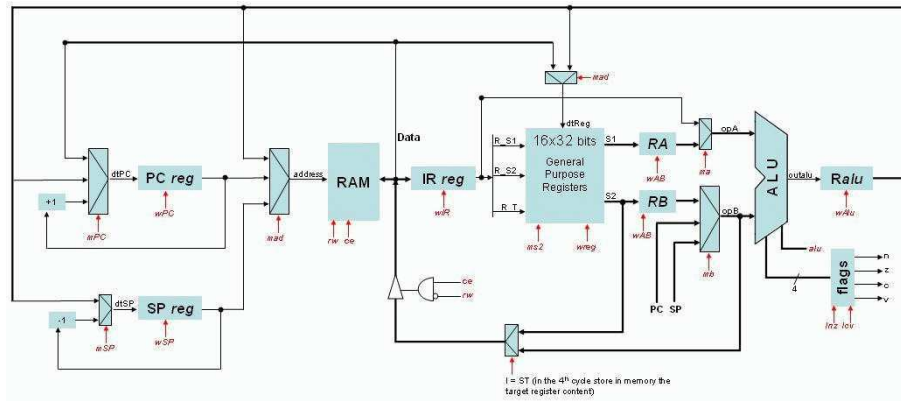 mad
dtReg
Data
R_S1
16x32 bits
S1
RA
opA
R_S2
General
Purpose
Registers
wAB
ma
dtPC
PC reg
address
RAM
IR reg
ALU
outalu
Ralu
+1
wPC
wIR
S2
RB
opB
wAlu
mPC
mad
rw
ce
R_T
wAB
ms2
wreg
mb
alu
dtSP
SP reg
-1
ce
rw
PC
SP
4
flags
n
z
c
v
mSP
wSP
lnz
lcv
I = ST (in the 4th cycle store in memory the
target register content)